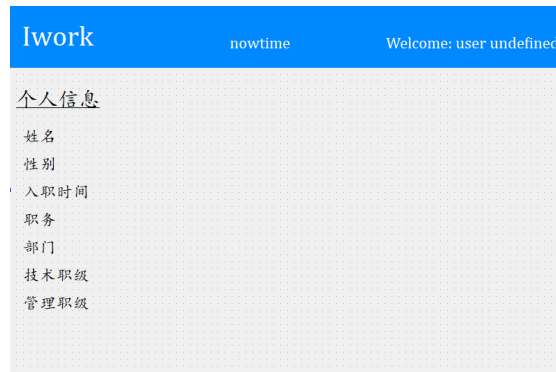 Iwork
nowtime
Welcome: user undefined
个人信息
姓名
性别
入职时间
职务
部门
技术职级
管理职级